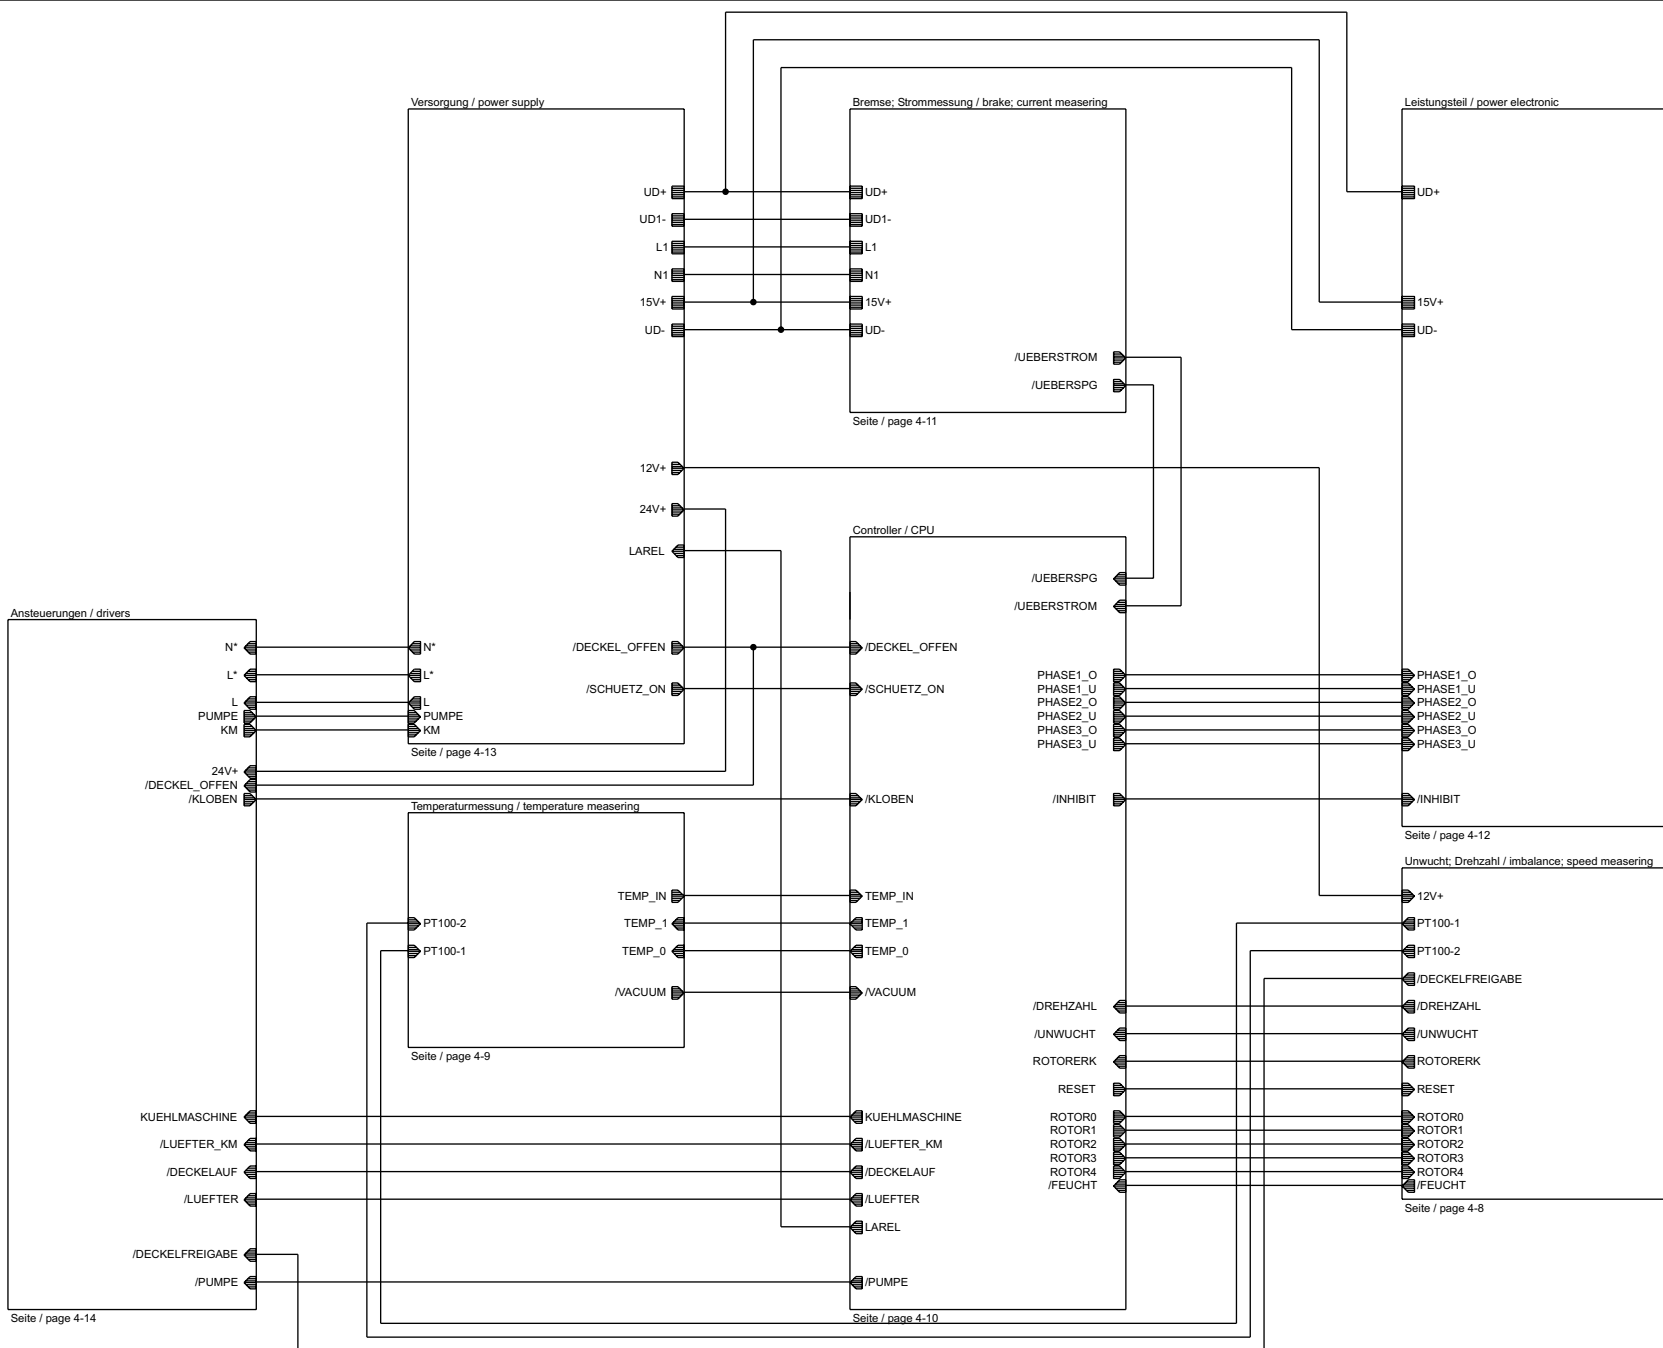 Versorgung / power supply
UD+
UD1-
L1
N1
15V+
UD-
12V+
24V+
LAREL
/DECKEL_OFFEN
/SCHUETZ_ON
N*
L*
L
PUMPE
KM
Seite / page 4-13
Bremse; Strommessung / brake; current measering
UD+
UD1-
L1
N1
15V+
UD-
/UEBERSTROM
/UEBERSPG
Seite / page 4-11
Leistungsteil / power electronic
UD+
15V+
UD-
PHASE1_O
PHASE1_U
PHASE2_O
PHASE2_U
PHASE3_O
PHASE3_U
/INHIBIT
Seite / page 4-12
Ansteuerungen / drivers
N*
L*
L
PUMPE
KM
24V+
/DECKEL_OFFEN
/KLOBEN
KUEHLMASCHINE
/LUEFTER_KM
/DECKELAUF
/LUEFTER
/DECKELFREIGABE
/PUMPE
Seite / page 4-14
Temperaturmessung / temperature measering
PT100-2
PT100-1
TEMP_IN
TEMP_1
TEMP_0
/VACUUM
Seite / page 4-9
Controller / CPU
/UEBERSPG
/UEBERSTROM
/DECKEL_OFFEN
/SCHUETZ_ON
PHASE1_O
PHASE1_U
PHASE2_O
PHASE2_U
PHASE3_O
PHASE3_U
/KLOBEN
/INHIBIT
TEMP_IN
TEMP_1
TEMP_0
/VACUUM
/DREHZAHL
/UNWUCHT
ROTORERK
RESET
ROTOR0
ROTOR1
ROTOR2
ROTOR3
ROTOR4
/FEUCHT
KUEHLMASCHINE
/LUEFTER_KM
/DECKELAUF
/LUEFTER
LAREL
/PUMPE
Seite / page 4-10
Unwucht; Drehzahl / imbalance; speed measering
12V+
PT100-1
PT100-2
/DECKELFREIGABE
/DREHZAHL
/UNWUCHT
ROTORERK
RESET
ROTOR0
ROTOR1
ROTOR2
ROTOR3
ROTOR4
/FEUCHT
Seite / page 4-8